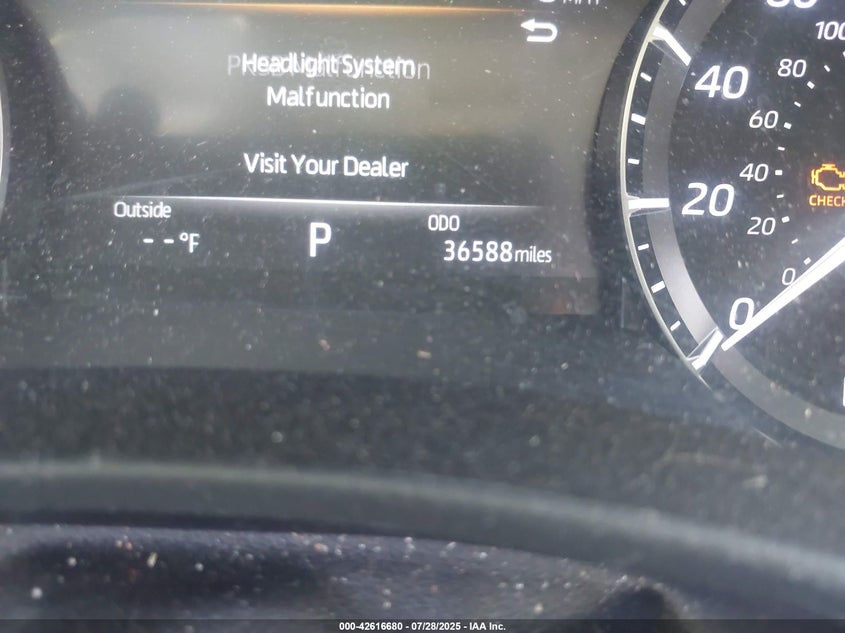 Headlight System
Malfunction
Visit Your Dealer
Outside
--°F
P
ODO
36588 miles
100
80
60
40
20
0
40
20
0
CHECK
000-42616680 - 07/28/2025 - IAA Inc.